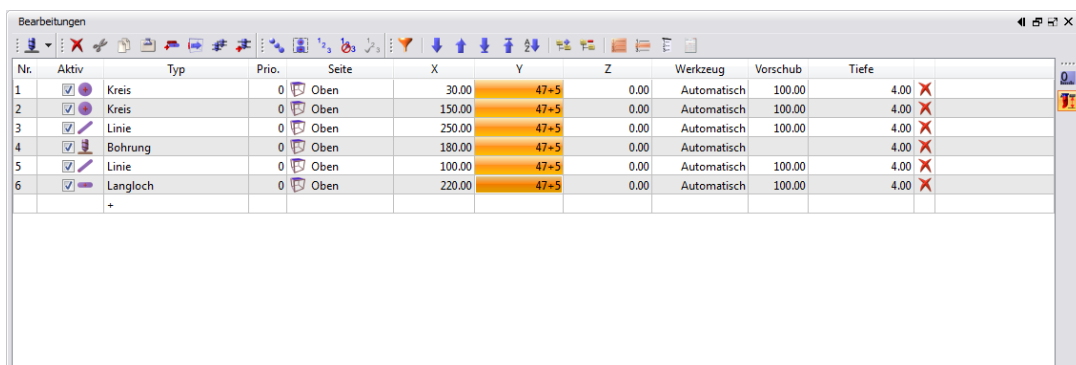 Bearbeitungen
Nr. Aktiv Typ Prio. Seite X Y Z Werkzeug Vorschub Tiefe
1 Kreis 0 Oben 30.00 47+5 0.00 Automatisch 100.00 4.00
2 Kreis 0 Oben 150.00 47+5 0.00 Automatisch 100.00 4.00
3 Linie 0 Oben 250.00 47+5 0.00 Automatisch 100.00 4.00
4 Bohrung 0 Oben 180.00 47+5 0.00 Automatisch 4.00
5 Linie 0 Oben 100.00 47+5 0.00 Automatisch 100.00 4.00
6 Langloch 0 Oben 220.00 47+5 0.00 Automatisch 100.00 4.00
+